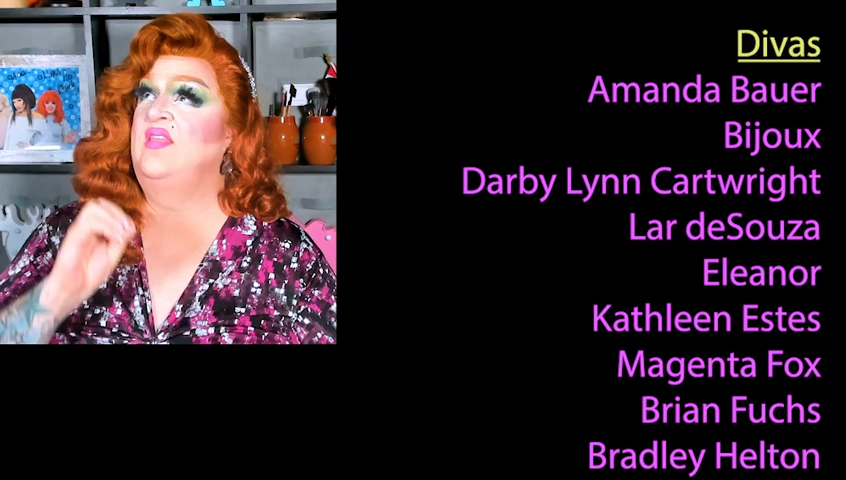 Divas
Amanda Bauer
Bijoux
Darby Lynn Cartwright
Lar deSouza
Eleanor
Kathleen Estes
Magenta Fox
Brian Fuchs
Bradley Helton